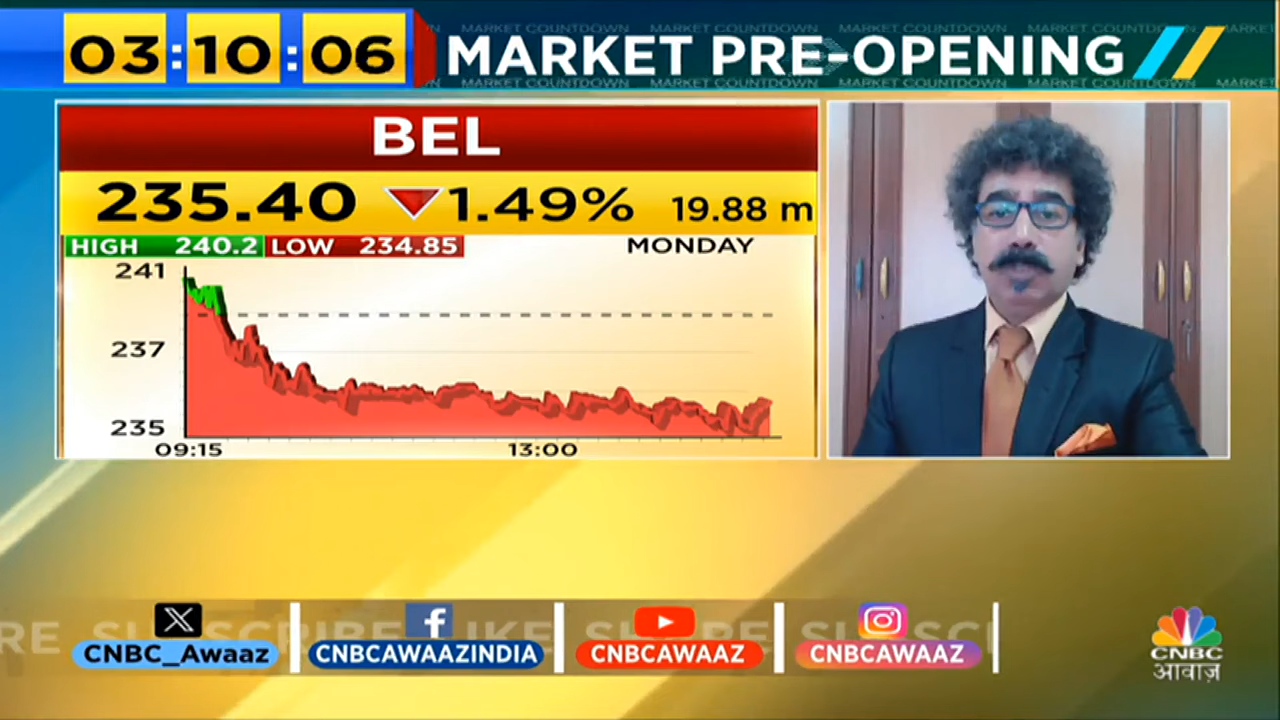 03:10:06
MARKET PRE-OPENING
BEL
235.40 1.49% 19.88 m
HIGH 240.2 LOW 234.85 MONDAY
241
237
235
09:15 13:00
CNBC_Awaaz
CNBCAWAAZINDIA
CNBCAWAAZ
CNBCAWAAZ
CNBC
आवाज़